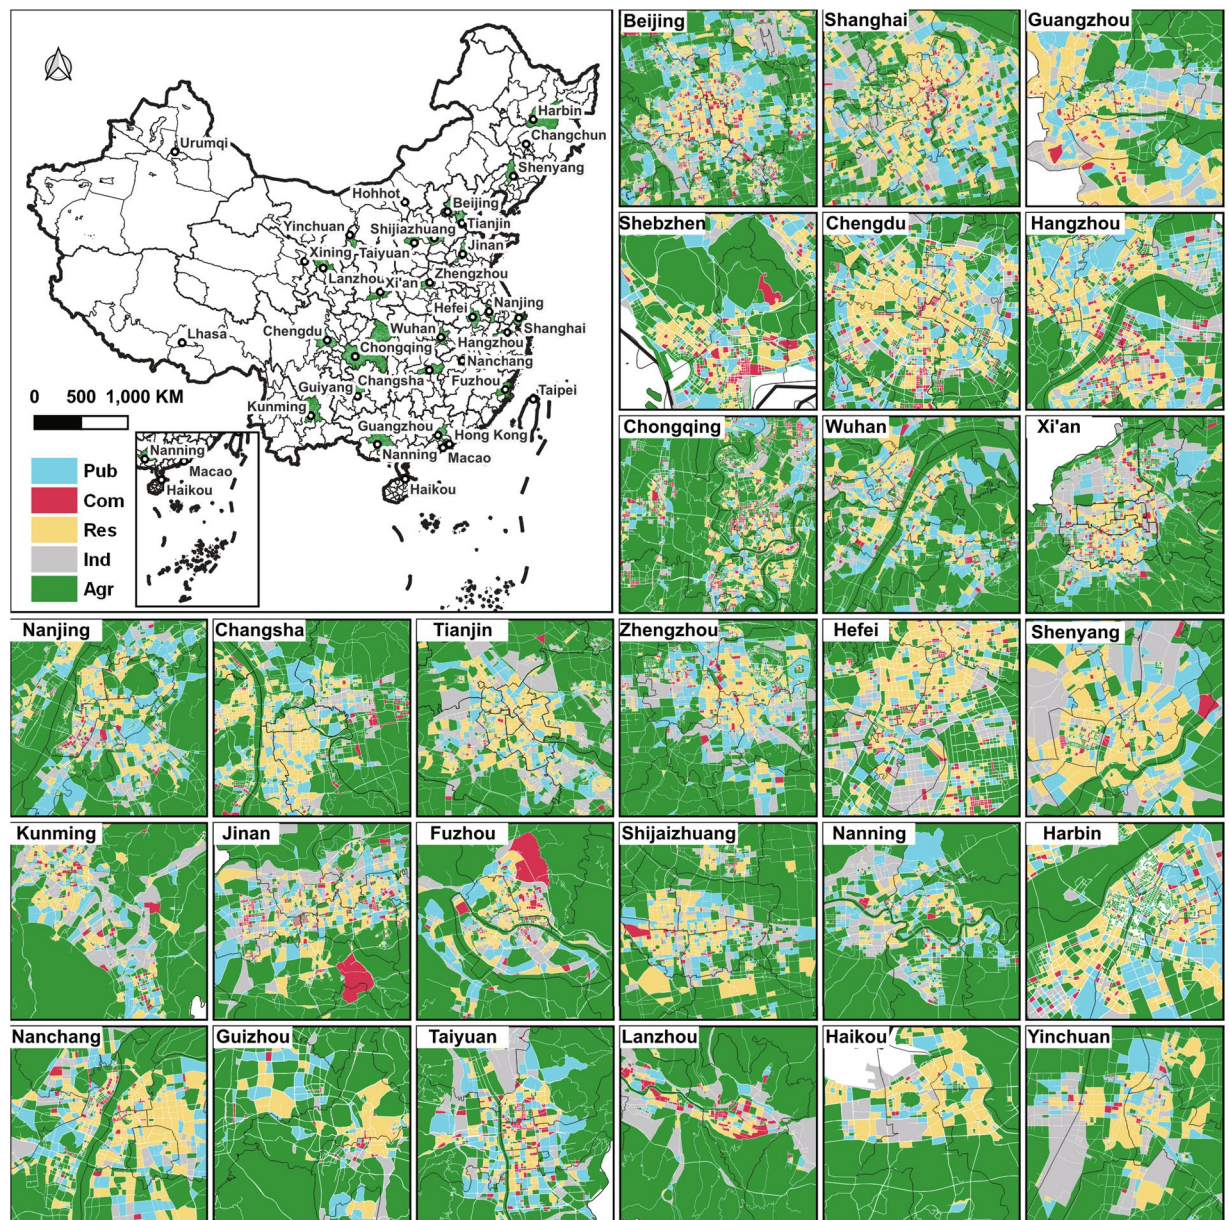 Beijing
Shanghai
Guangzhou
Harbin
Changchun
Urumqi
Shenyang
Hohhot
Beijing
Yinchuan
Shijiazhuang
Tianjin
Xining
Taiyuan
Jinan
Lanzhou
Xi'an
Zhengzhou
Hefei
Nanjing
Lhasa
Chengdu
Wuhan
Shanghai
Hangzhou
Chongqing
Nanchang
Guiyang
Changsha
Fuzhou
Taipei
Kunming
Guangzhou
Hong Kong
Nanning
Macao
Haikou
0 500 1,000 KM
Nanning
Macao
Haikou
Pub
Com
Res
Ind
Agr
Shebzhen
Chengdu
Hangzhou
Chongqing
Wuhan
Xi'an
Nanjing
Changsha
Tianjin
Zhengzhou
Hefei
Shenyang
Kunming
Jinan
Fuzhou
Shijaizhuang
Nanning
Harbin
Nanchang
Guizhou
Taiyuan
Lanzhou
Haikou
Yinchuan